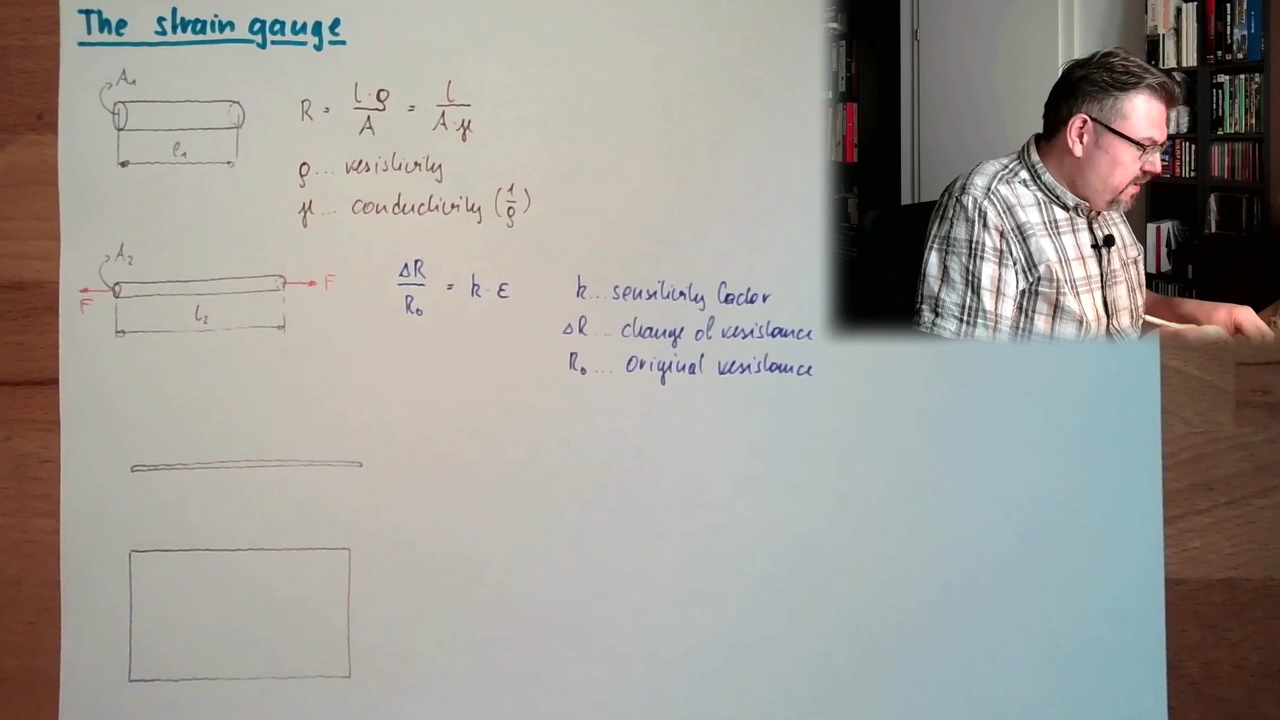 The strain gauge
A₁
R = l·ρ / A = l / A·γ
l₁
ρ... resistivity
γ... conductivity (1/ρ)
A₂
F F
ΔR / R₀ = k·ε
k... sensitivity factor
l₂
ΔR... change of resistance
R₀... original resistance